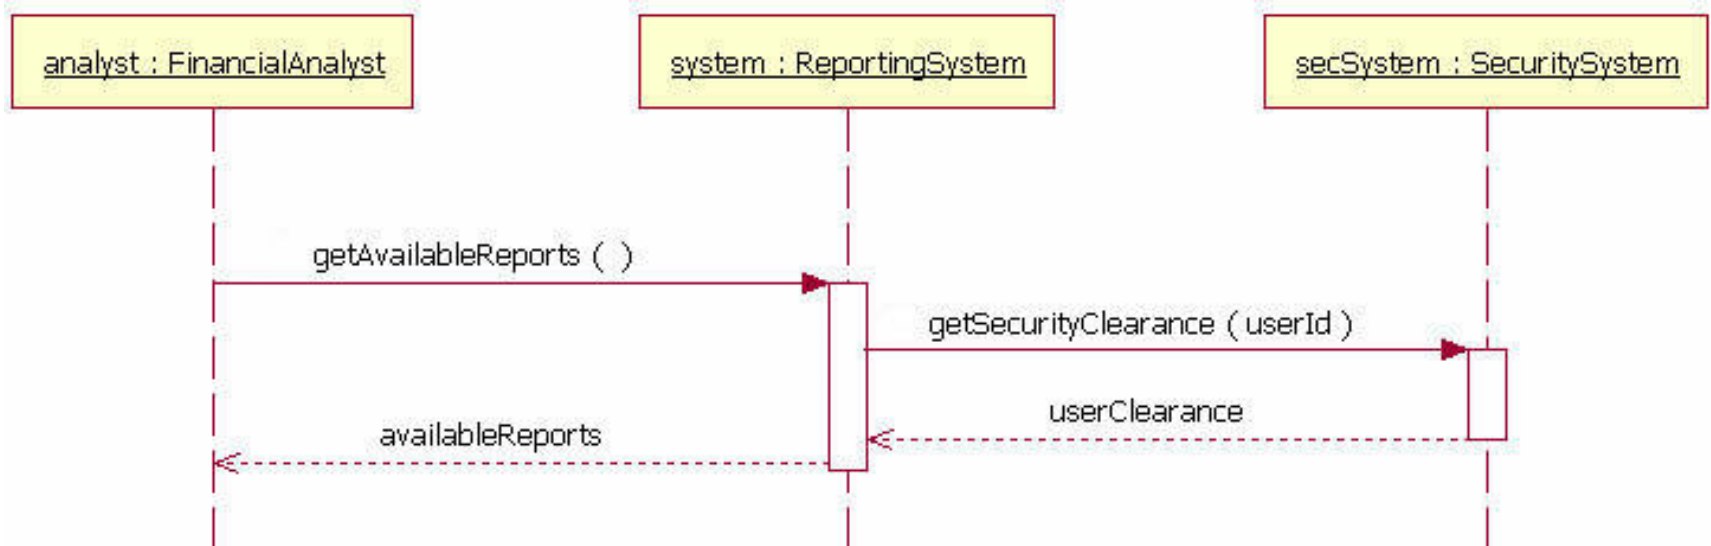 analyst : FinancialAnalyst
system : ReportingSystem
secSystem : SecuritySystem
getAvailableReports ( )
getSecurityClearance ( userId )
userClearance
availableReports